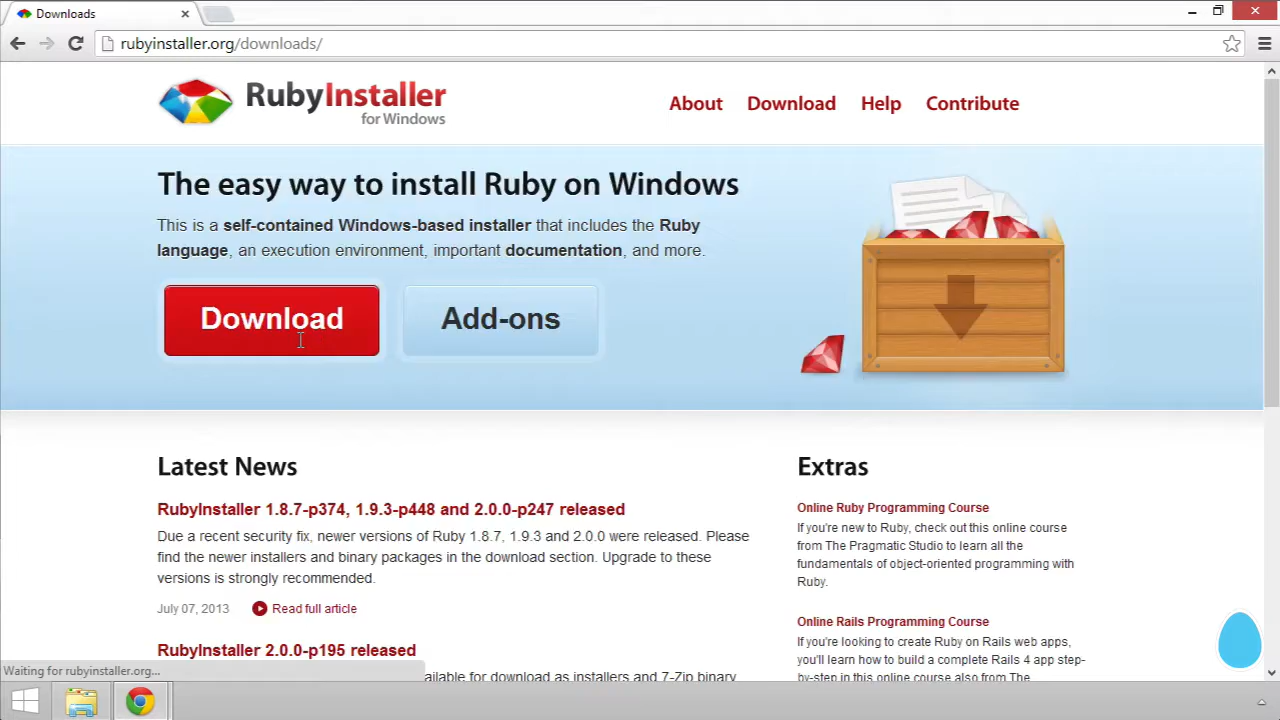 Downloads
rubyinstaller.org/downloads/
RubyInstaller
for Windows
About Download Help Contribute
The easy way to install Ruby on Windows
This is a self-contained Windows-based installer that includes the Ruby
language, an execution environment, important documentation, and more.
Download
Add-ons
Latest News
RubyInstaller 1.8.7-p374, 1.9.3-p448 and 2.0.0-p247 released
Due a recent security fix, newer versions of Ruby 1.8.7, 1.9.3 and 2.0.0 were released. Please
find the newer installers and binary packages in the download section. Upgrade to these
versions is strongly recommended.
July 07, 2013 Read full article
RubyInstaller 2.0.0-p195 released
ailable for download as installers and 7-Zip binary
Extras
Online Ruby Programming Course
If you're new to Ruby, check out this online course
from The Pragmatic Studio to learn all the
fundamentals of object-oriented programming with
Ruby.
Online Rails Programming Course
If you're looking to create Ruby on Rails web apps,
you'll learn how to build a complete Rails 4 app step-
by-step in this online course also from The
Waiting for rubyinstaller.org...